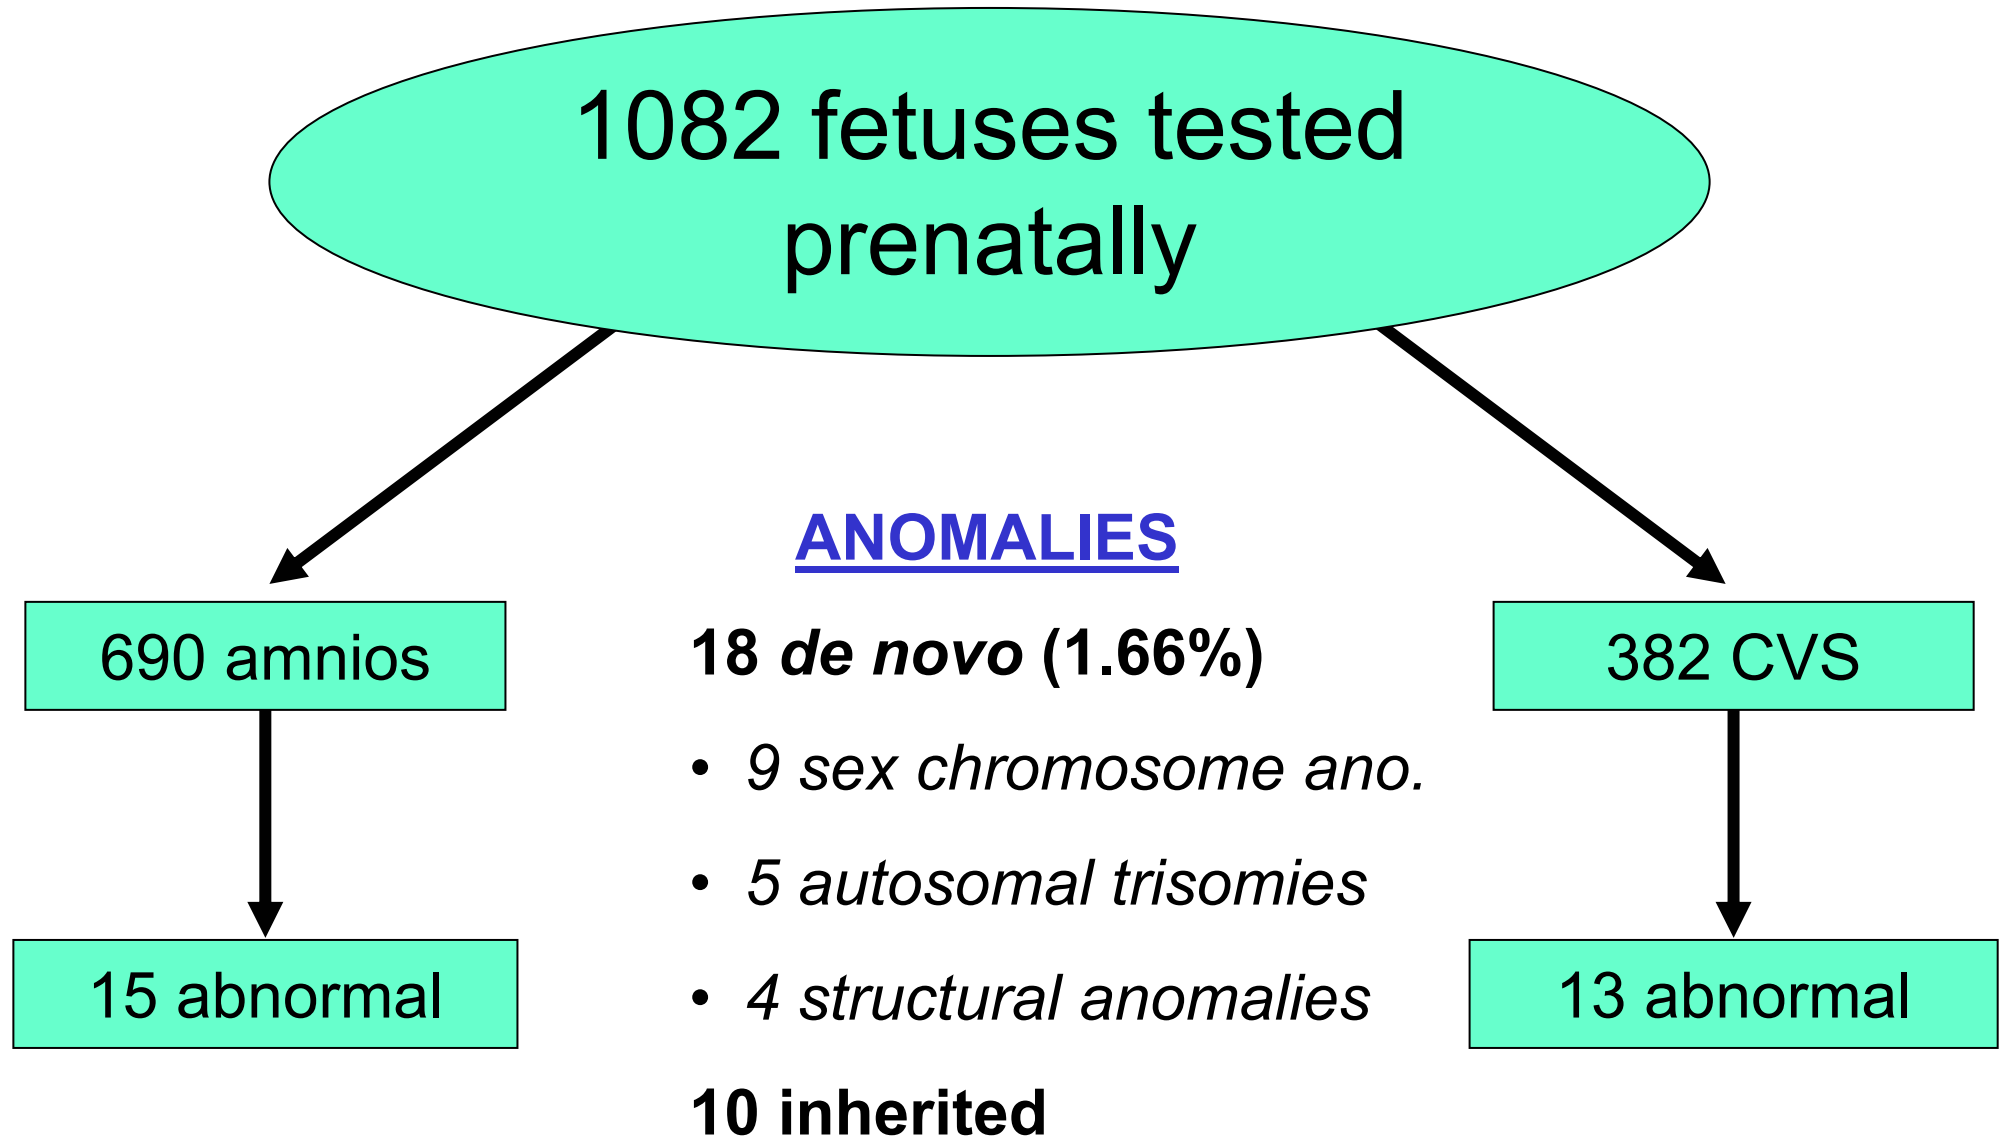 1082 fetuses tested
prenatally
690 amnios
15 abnormal
ANOMALIES
18 de novo (1.66%)
• 9 sex chromosome ano.
• 5 autosomal trisomies
• 4 structural anomalies
10 inherited
382 CVS
13 abnormal